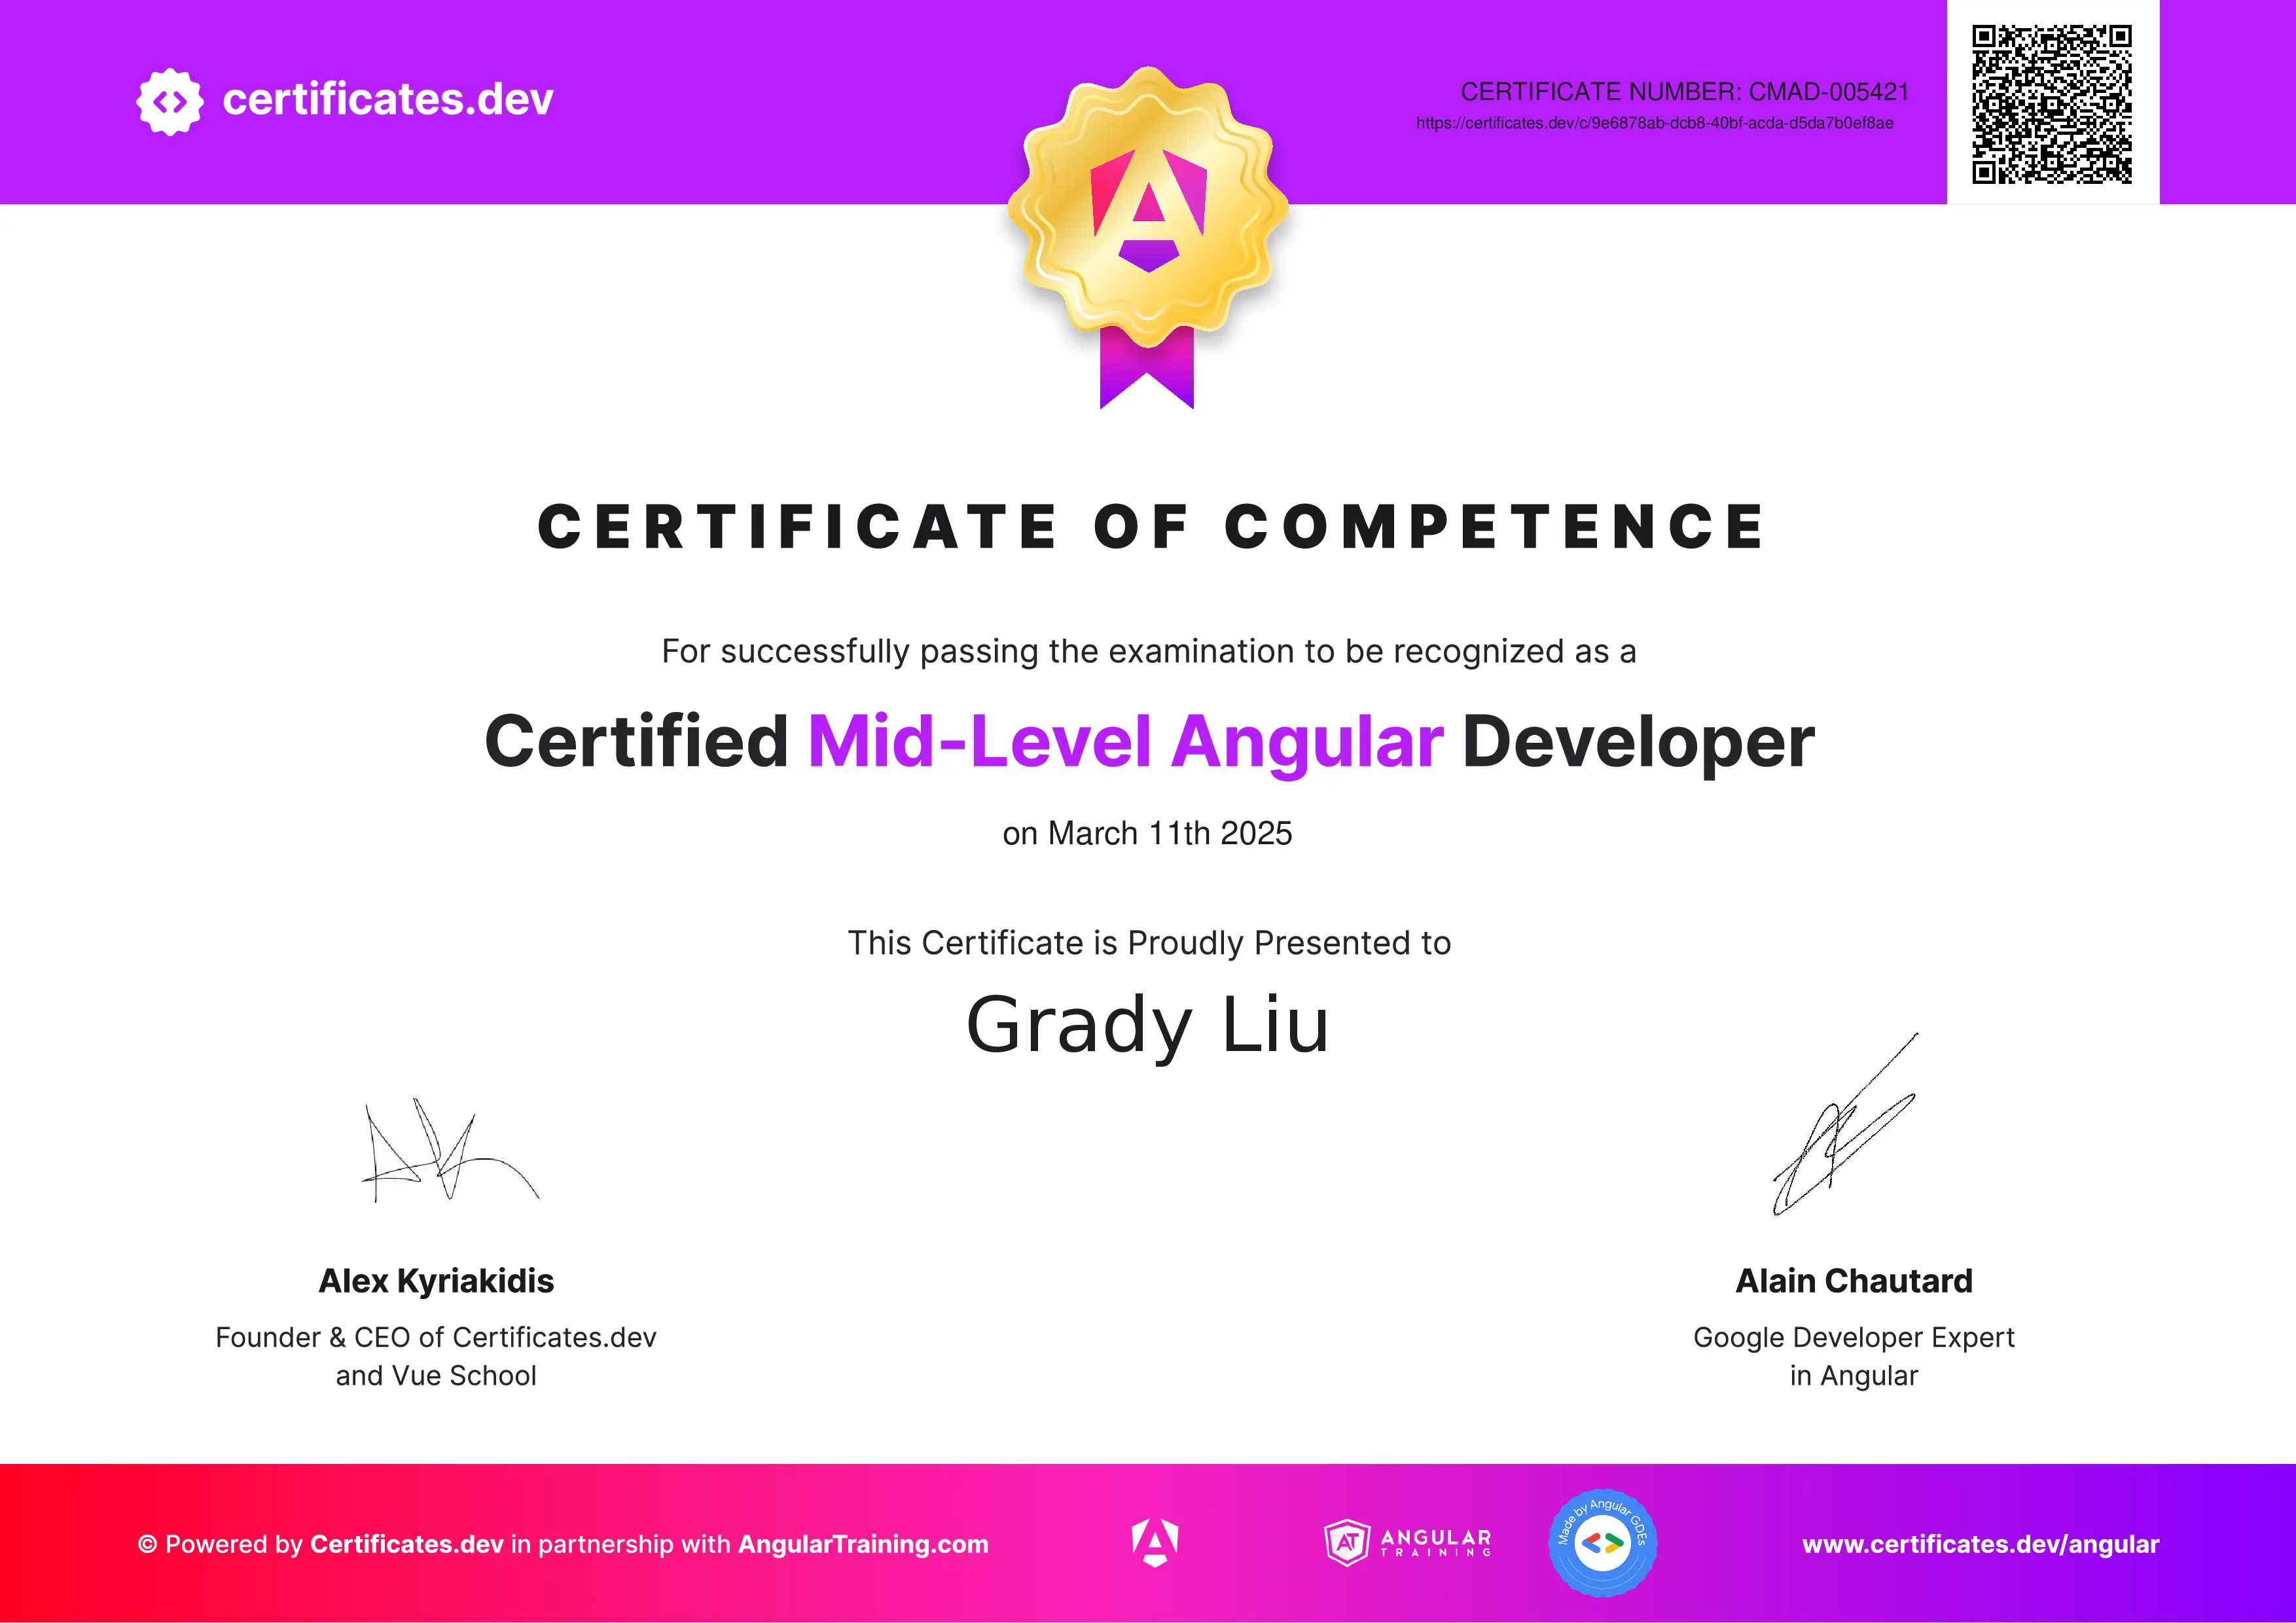 certificates.dev
CERTIFICATE NUMBER: CMAD-005421
https://certificates.dev/c/9e6878ab-dcb8-40bf-acda-d5da7b0ef8ae
CERTIFICATE OF COMPETENCE
For successfully passing the examination to be recognized as a
Certified Mid-Level Angular Developer
on March 11th 2025
This Certificate is Proudly Presented to
Grady Liu
Alex Kyriakidis
Founder & CEO of Certificates.dev
and Vue School
Alain Chautard
Google Developer Expert
in Angular
© Powered by Certificates.dev in partnership with AngularTraining.com
AT
ANGULAR
TRAINING
Made by Angular GDEs
www.certificates.dev/angular